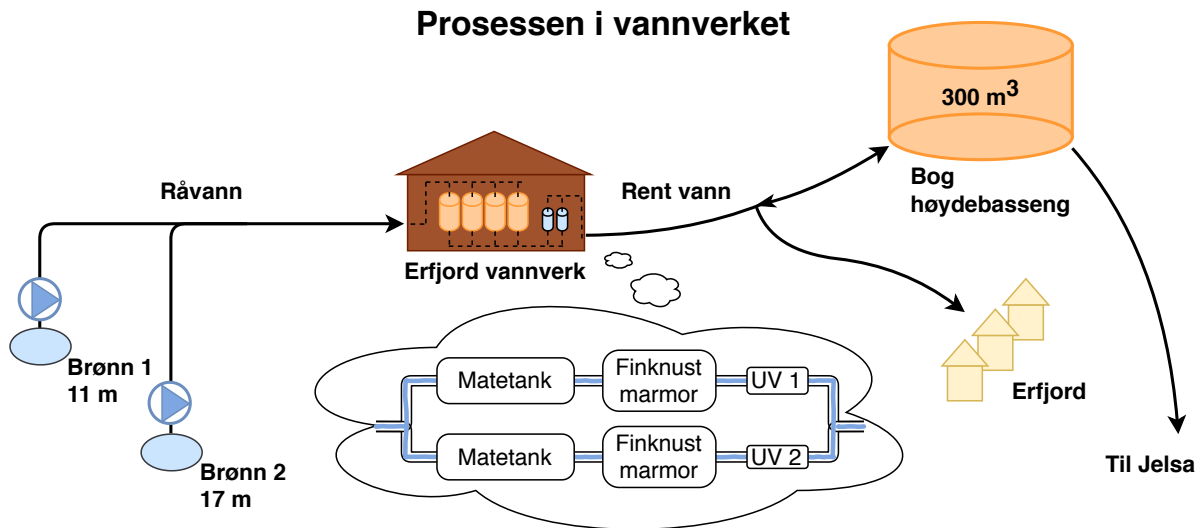 Prosessen i vannverket
300 m³
Råvann
Rent vann
Bog
høydebasseng
Erfjord vannverk
Brønn 1
11 m
Matetank
Finknust
marmor
UV 1
Erfjord
Matetank
Finknust
marmor
UV 2
Brønn 2
17 m
Til Jelsa